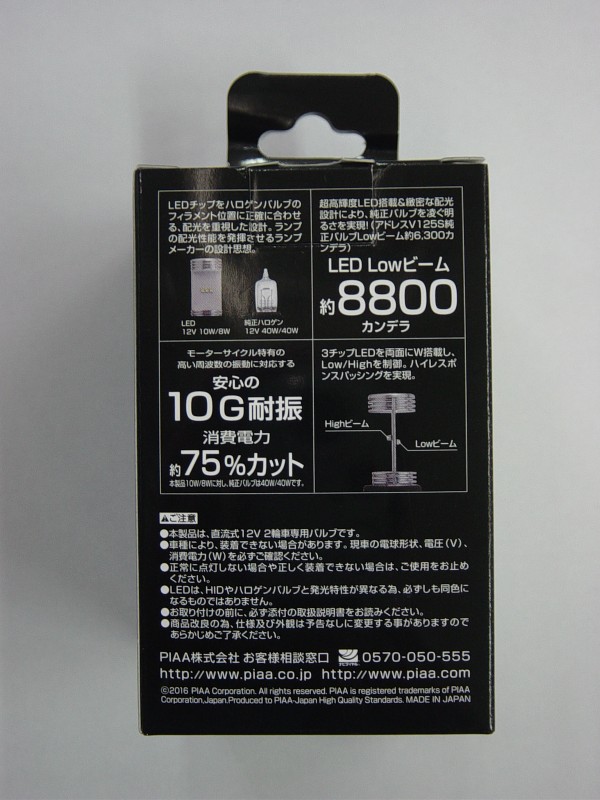 LEDチップをハロゲンバルブの
フィラメント位置に正確に合わせ
る、配光を重視した設計。ランプ
の配光性能を発揮させるランプ
メーカーの設計思想。
LED
12V 10W/8W
純正ハロゲン
12V 40W/40W
超高輝度LED搭載&緻密な配光
設計により、純正バルブを凌ぐ明
るさを実現!(アドレスV125S純
正バルブLowビーム約6,300カ
ンデラ)
LED Lowビーム
約8800
カンデラ
モーターサイクル特有の
高い周波数の振動に対応する
安心の
10G耐振
消費電力
約75%カット
本製品10W/8Wに対し、純正バルブは40W/40Wです。
3チップLEDを両面にW搭載し、
Low/Highを制御。ハイレスポ
ンスパッシングを実現。
Highビーム
Lowビーム
⚠ご注意
●本製品は、直流式12V 2輪車専用バルブです。
●車種により、装着できない場合があります。現車の電球形状、電圧(V)、
消費電力(W)を必ずご確認ください。
●正常に点灯しない場合や正しく装着できない場合は、ご使用をお止め
ください。
●LEDは、HIDやハロゲンバルブと発光特性が異なる為、必ずしも同色に
なるものではありません。
●お取り付けの前に、必ず添付の取扱説明書をお読みください。
●商品改良の為、仕様及び外観は予告なしに変更する事がありますので
あらかじめご了承ください。
PIAA株式会社 お客様相談窓口 ナビダイヤル 0570-050-555
http://www.piaa.co.jp http://www.piaa.com
©2016 PIAA Corporation. All rights reserved. PIAA is registered trademarks of PIAA
Corporation,Japan.Produced to PIAA-Japan High Quality Standards. MADE IN JAPAN